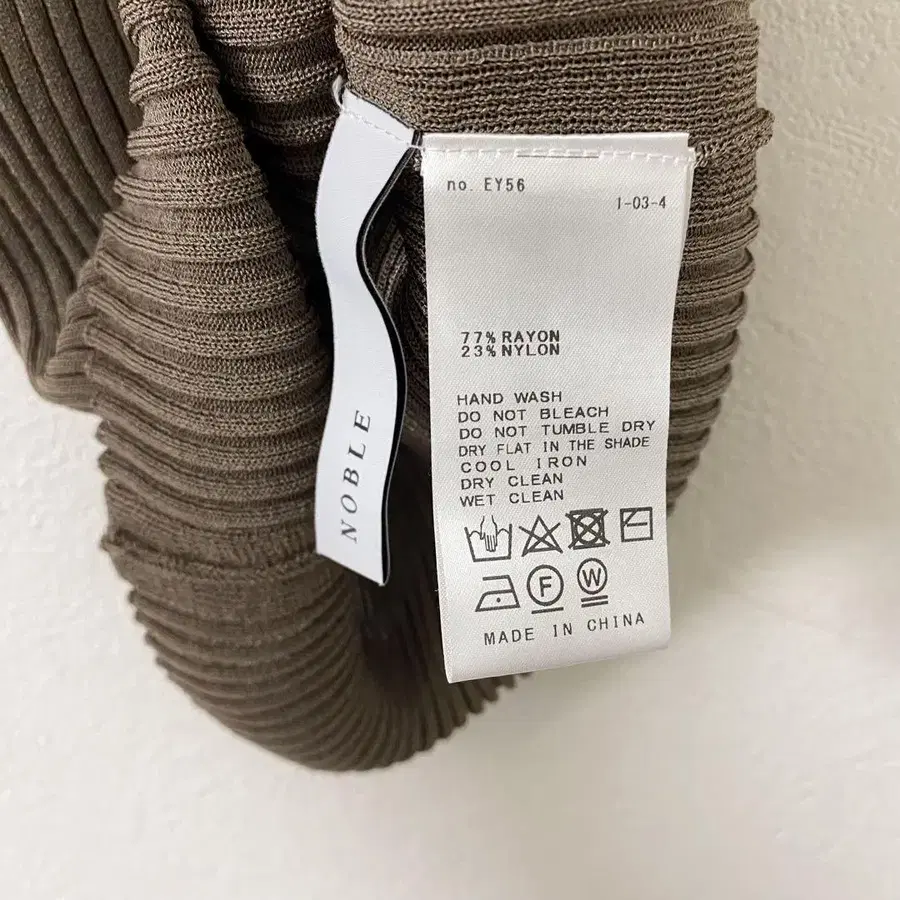 NOBLE
no. EY56
1-03-4
77% RAYON
23% NYLON
HAND WASH
DO NOT BLEACH
DO NOT TUMBLE DRY
DRY FLAT IN THE SHADE
COOL IRON
DRY CLEAN
WET CLEAN
F W
MADE IN CHINA